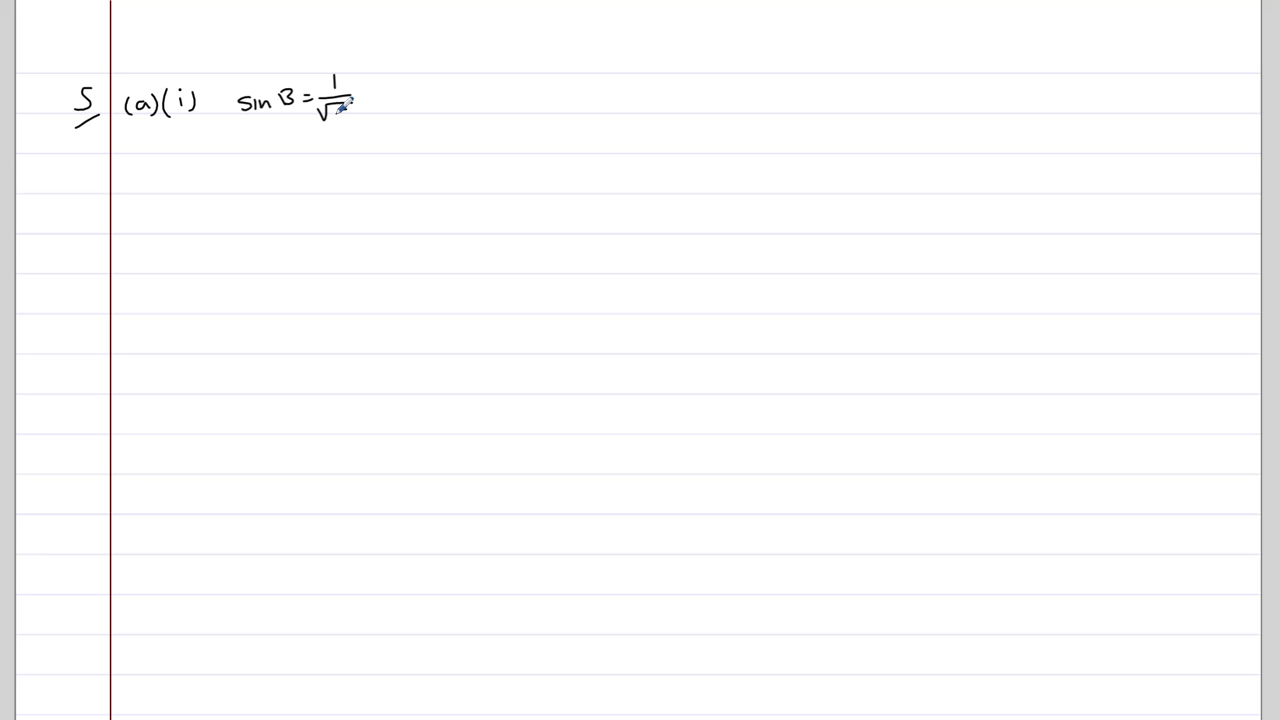 5 (a)(i) sin B = 1/√